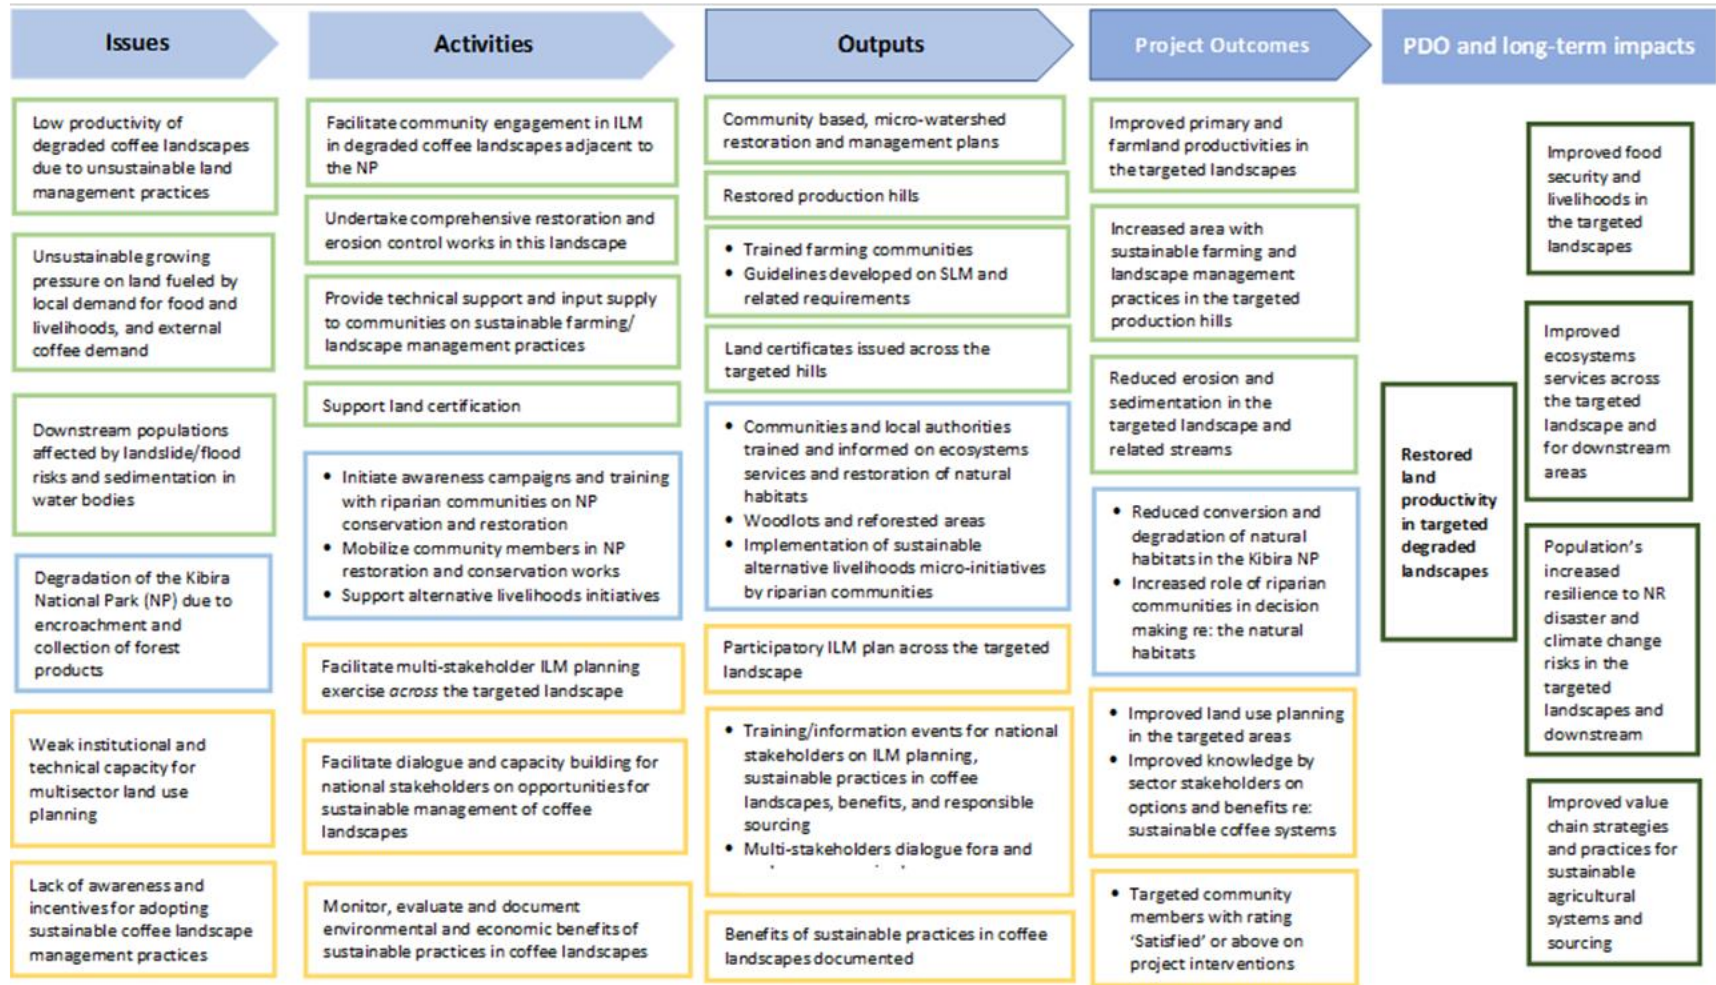 Issues
Activities
Outputs
Project Outcomes
PDO and long-term impacts
Low productivity of
degraded coffee landscapes
due to unsustainable land
management practices
Unsustainable growing
pressure on land fueled by
local demand for food and
livelihoods, and external
coffee demand
Downstream populations
affected by landslide/flood
risks and sedimentation in
water bodies
Degradation of the Kibira
National Park (NP) due to
encroachment and
collection of forest
products
Weak institutional and
technical capacity for
multisector land use
planning
Lack of awareness and
incentives for adopting
sustainable coffee landscape
management practices
Facilitate community engagement in ILM
in degraded coffee landscapes adjacent to
the NP
Undertake comprehensive restoration and
erosion control works in this landscape
Provide technical support and input supply
to communities on sustainable farming/
landscape management practices
Support land certification
• Initiate awareness campaigns and training
with riparian communities on NP
conservation and restoration
• Mobilize community members in NP
restoration and conservation works
• Support alternative livelihoods initiatives
Facilitate multi-stakeholder ILM planning
exercise across the targeted landscape
Facilitate dialogue and capacity building for
national stakeholders on opportunities for
sustainable management of coffee
landscapes
Monitor, evaluate and document
environmental and economic benefits of
sustainable practices in coffee landscapes
Community based, micro-watershed
restoration and management plans
Restored production hills
• Trained farming communities
• Guidelines developed on SLM and
related requirements
Land certificates issued across the
targeted hills
• Communities and local authorities
trained and informed on ecosystems
services and restoration of natural
habitats
• Woodlots and reforested areas
• Implementation of sustainable
alternative livelihoods micro-initiatives
by riparian communities
Participatory ILM plan across the targeted
landscape
• Training/information events for national
stakeholders on ILM planning,
sustainable practices in coffee
landscapes, benefits, and responsible
sourcing
• Multi-stakeholders dialogue fora and
Benefits of sustainable practices in coffee
landscapes documented
Improved primary and
farmland productivities in
the targeted landscapes
Increased area with
sustainable farming and
landscape management
practices in the targeted
production hills
Reduced erosion and
sedimentation in the
targeted landscape and
related streams
• Reduced conversion and
degradation of natural
habitats in the Kibira NP
• Increased role of riparian
communities in decision
making re: the natural
habitats
• Improved land use planning
in the targeted areas
• Improved knowledge by
sector stakeholders on
options and benefits re:
sustainable coffee systems
• Targeted community
members with rating
‘Satisfied’ or above on
project interventions
Restored
land
productivity
in targeted
degraded
landscapes
Improved food
security and
livelihoods in
the targeted
landscapes
Improved
ecosystems
services across
the targeted
landscape and
for downstream
areas
Population’s
increased
resilience to NR
disaster and
climate change
risks in the
targeted
landscapes and
downstream
Improved value
chain strategies
and practices for
sustainable
agricultural
systems and
sourcing